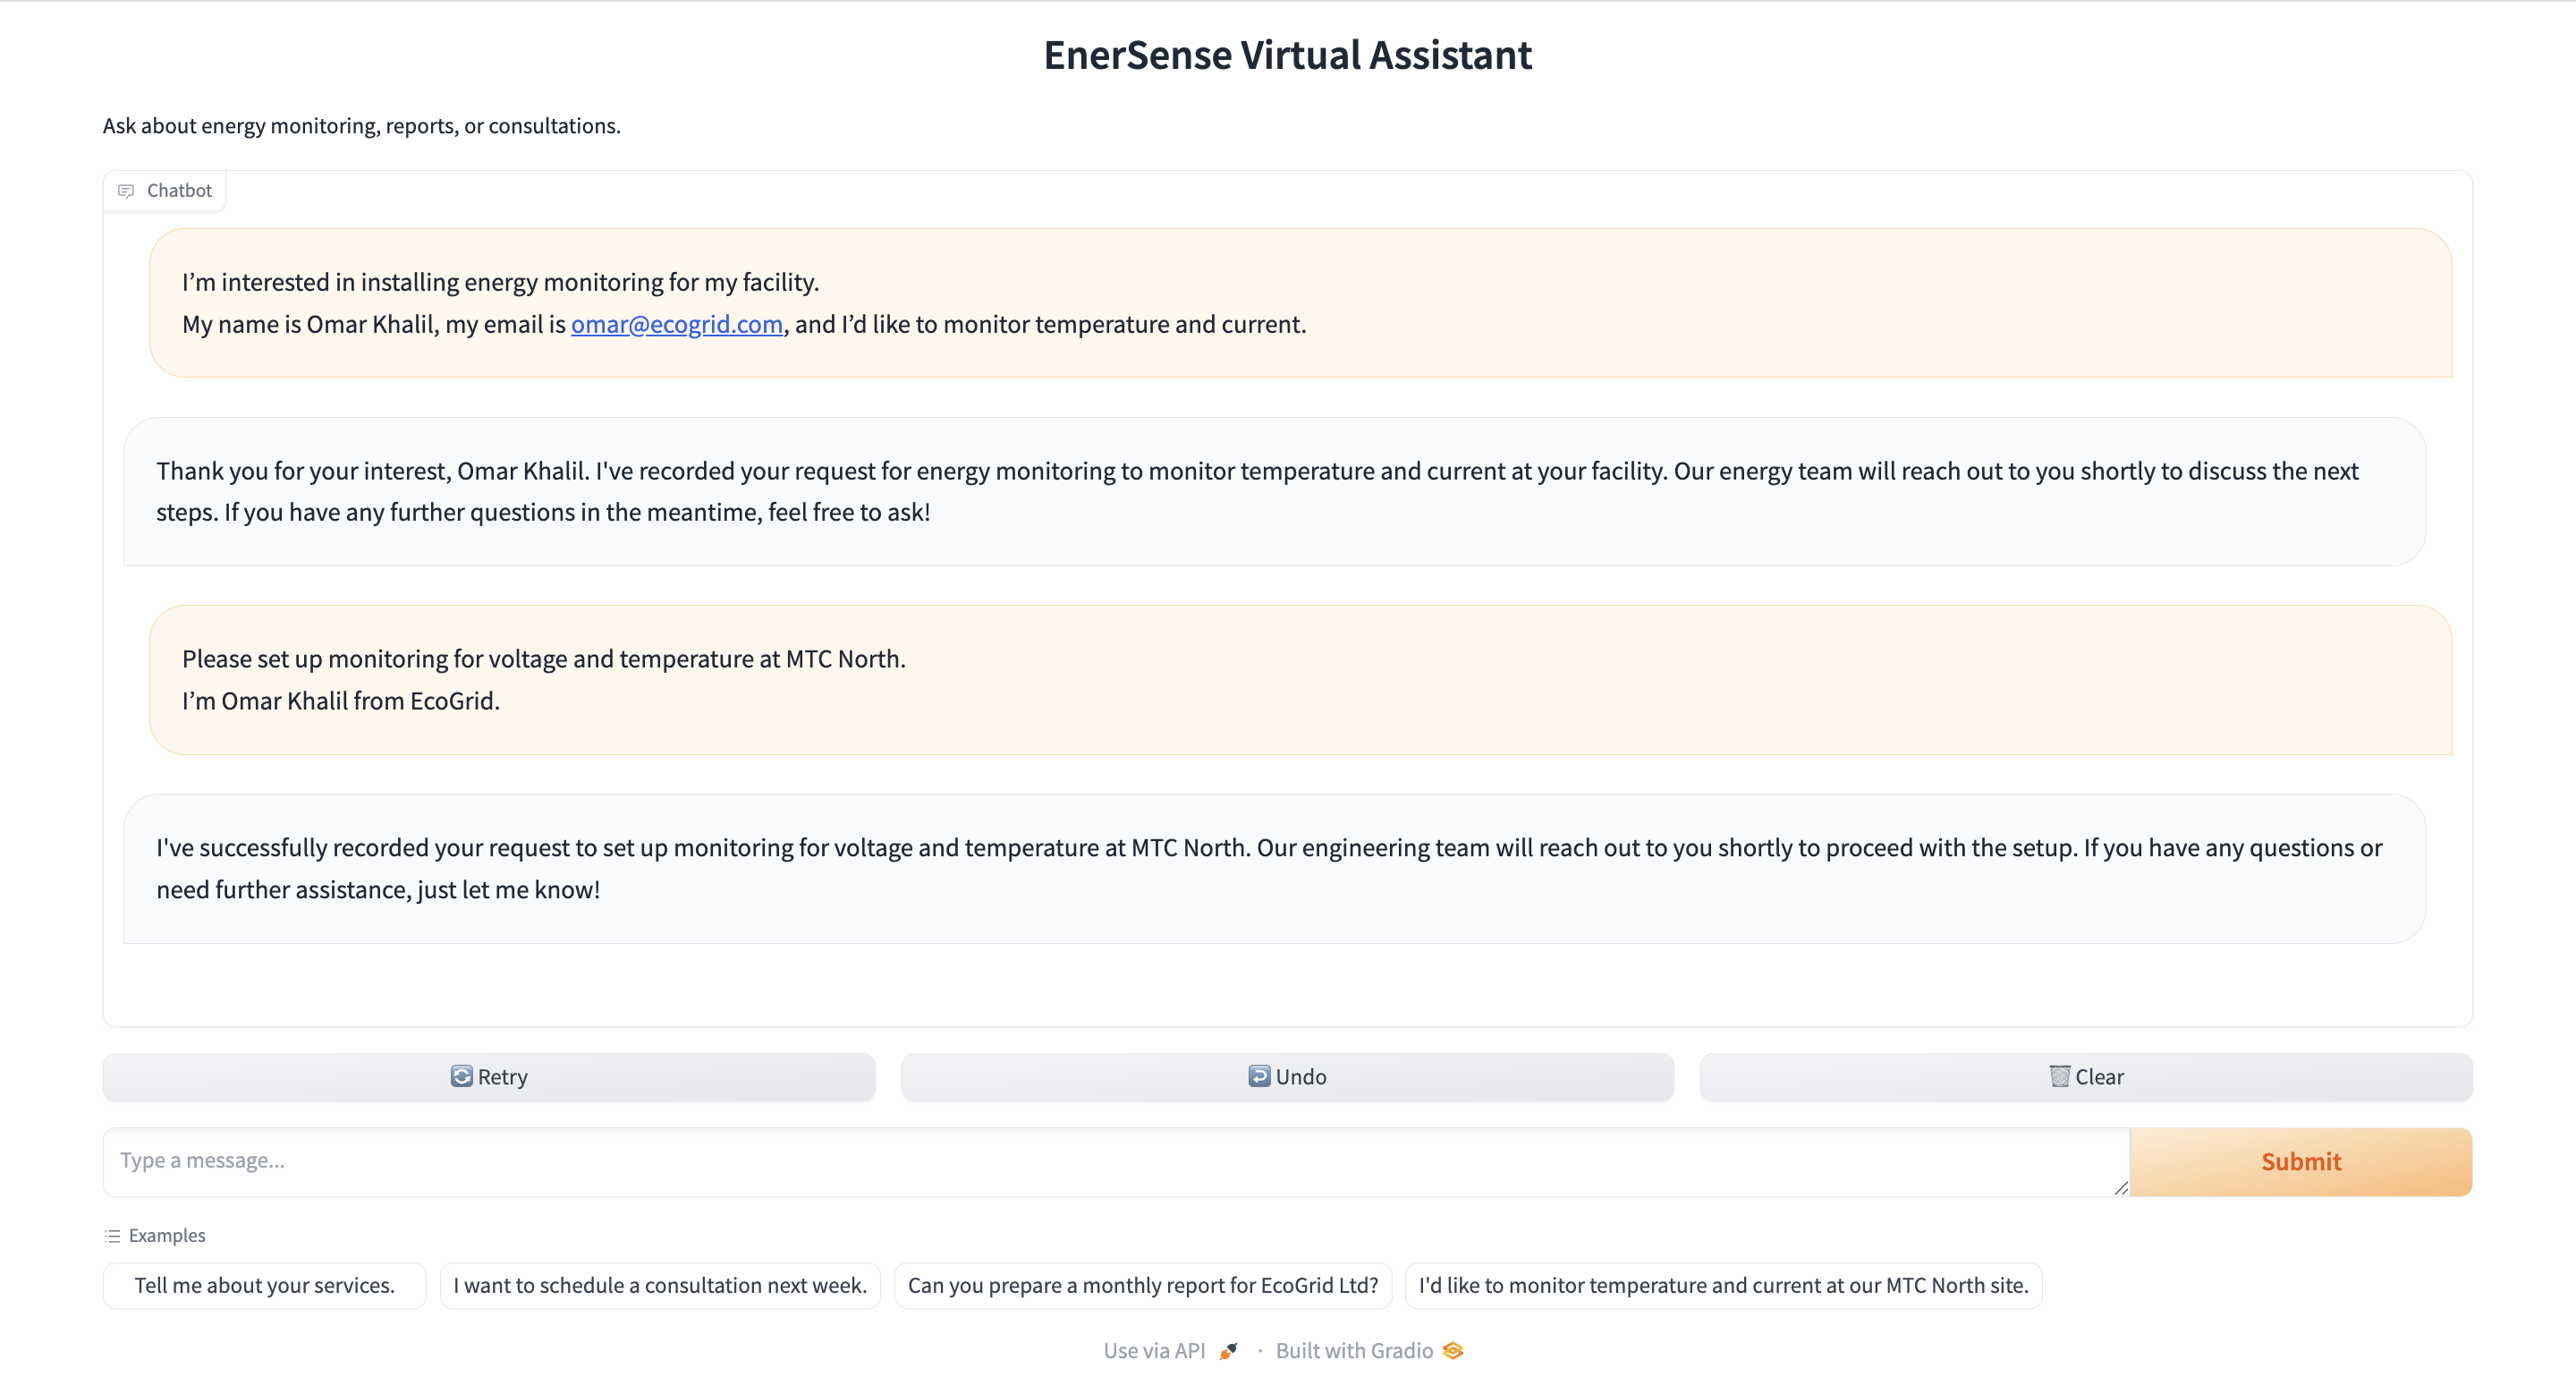 EnerSense Virtual Assistant
Ask about energy monitoring, reports, or consultations.
Chatbot
I’m interested in installing energy monitoring for my facility.
My name is Omar Khalil, my email is omar@ecogrid.com, and I’d like to monitor temperature and current.
Thank you for your interest, Omar Khalil. I've recorded your request for energy monitoring to monitor temperature and current at your facility. Our energy team will reach out to you shortly to discuss the next
steps. If you have any further questions in the meantime, feel free to ask!
Please set up monitoring for voltage and temperature at MTC North.
I’m Omar Khalil from EcoGrid.
I've successfully recorded your request to set up monitoring for voltage and temperature at MTC North. Our engineering team will reach out to you shortly to proceed with the setup. If you have any questions or
need further assistance, just let me know!
Retry
Undo
Clear
Type a message...
Submit
Examples
Tell me about your services.
I want to schedule a consultation next week.
Can you prepare a monthly report for EcoGrid Ltd?
I'd like to monitor temperature and current at our MTC North site.
Use via API · Built with Gradio